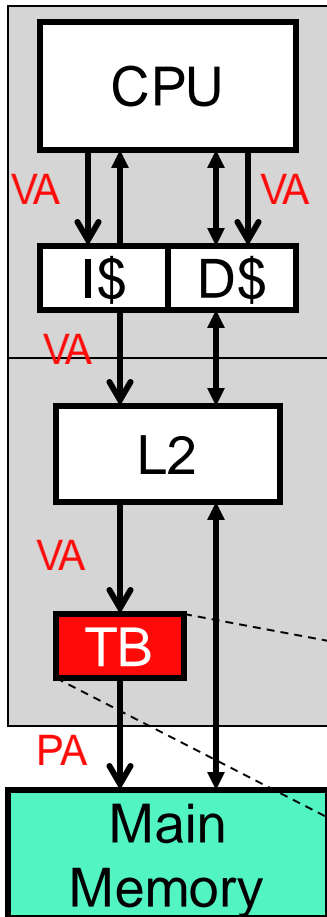 CPU
VA VA
I$ D$
VA
L2
VA
TB
PA
Main
Memory